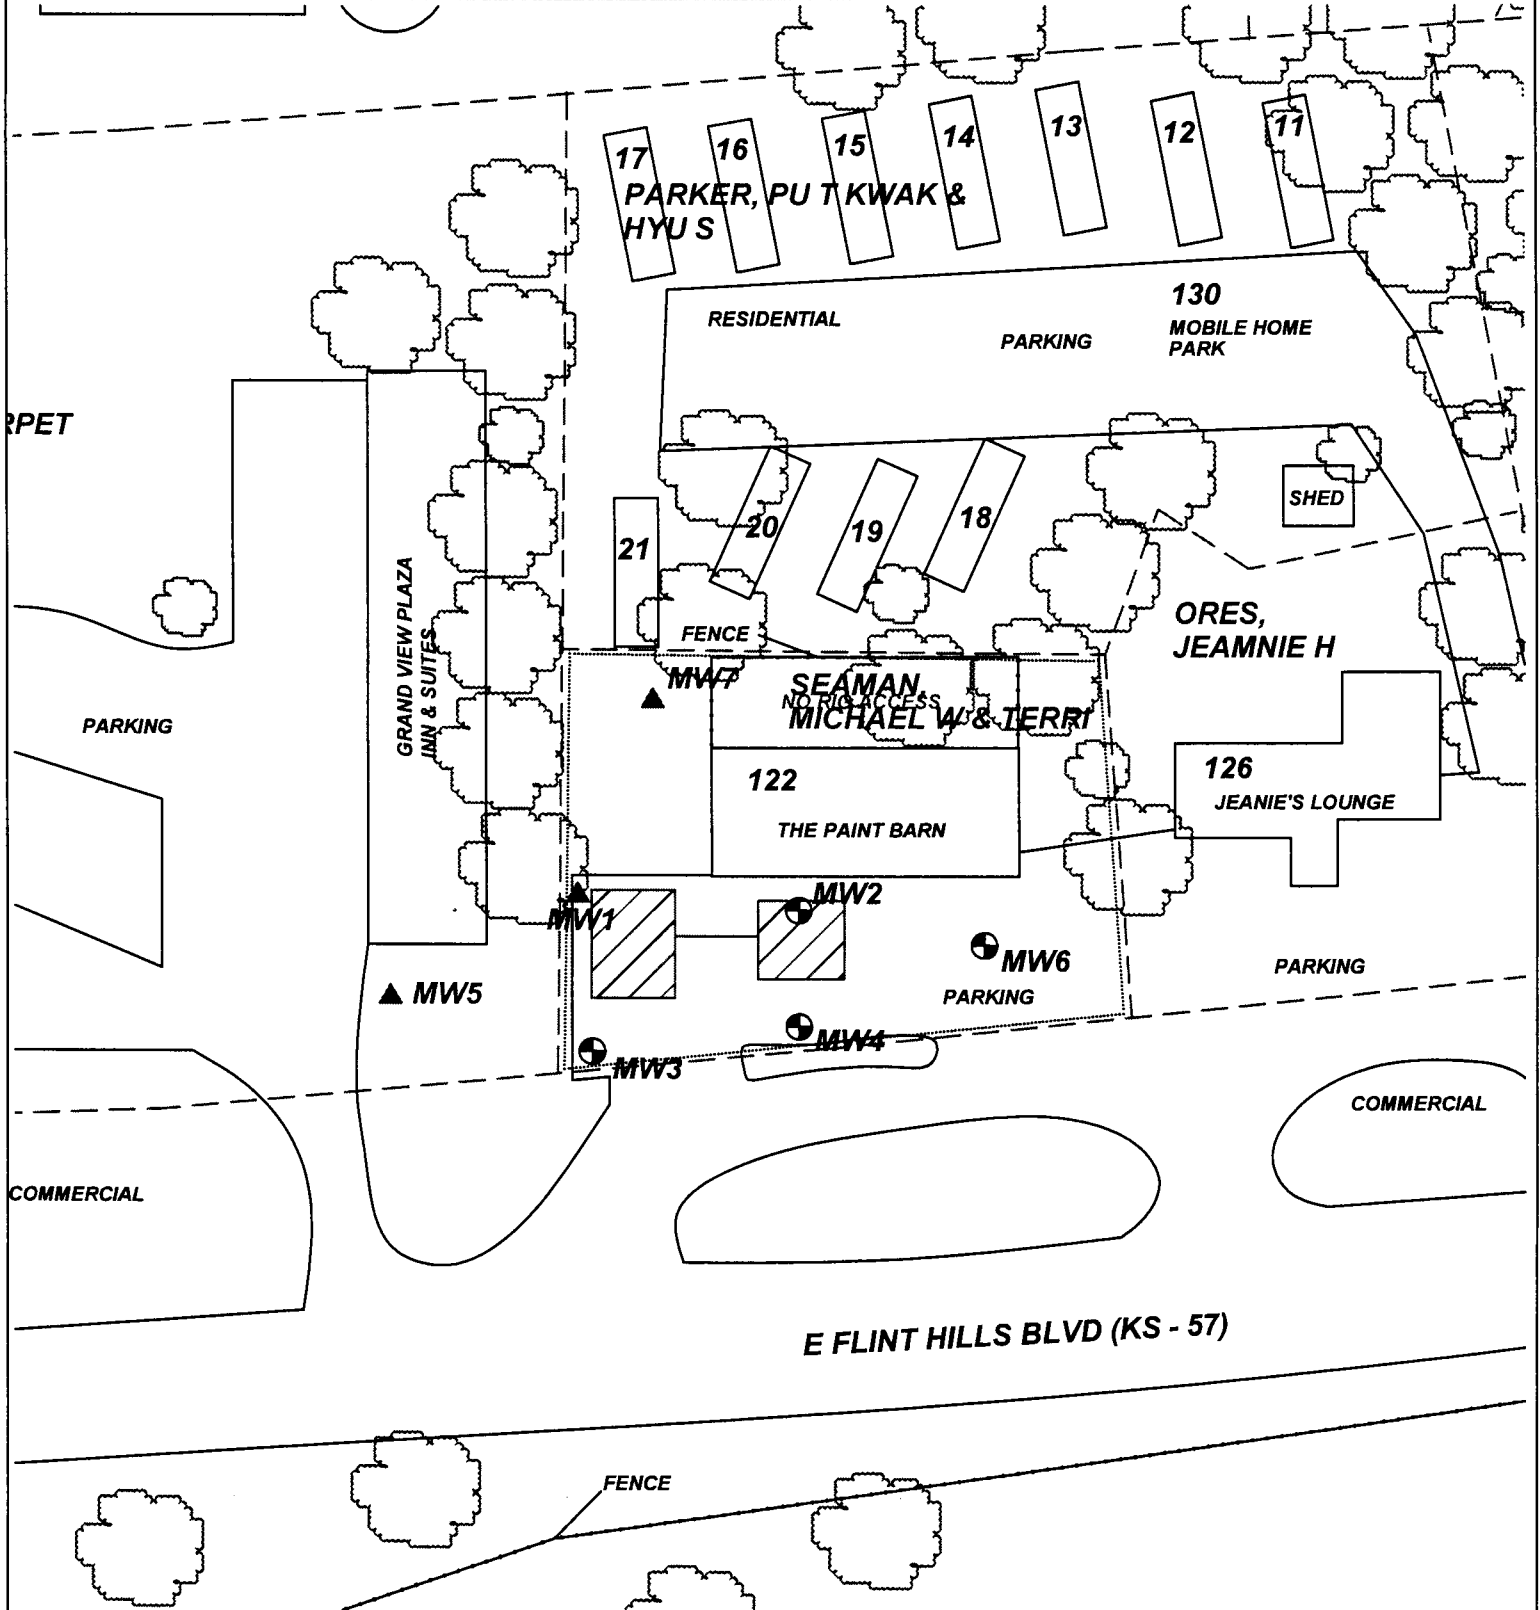 17
16
15
14
13
12
11
PARKER, PU T KWAK &
HYU S
130
RESIDENTIAL
PARKING
MOBILE HOME
PARK
RPET
SHED
20
19
18
21
GRAND VIEW PLAZA
INN & SUITES
FENCE
ORES,
JEAMNIE H
MW7
SEAMAN,
NO RIG ACCESS
MICHAEL W & TERRI
PARKING
122
126
JEANIE'S LOUNGE
THE PAINT BARN
MW2
MW1
MW6
PARKING
MW5
PARKING
MW4
MW3
COMMERCIAL
COMMERCIAL
E FLINT HILLS BLVD (KS - 57)
FENCE